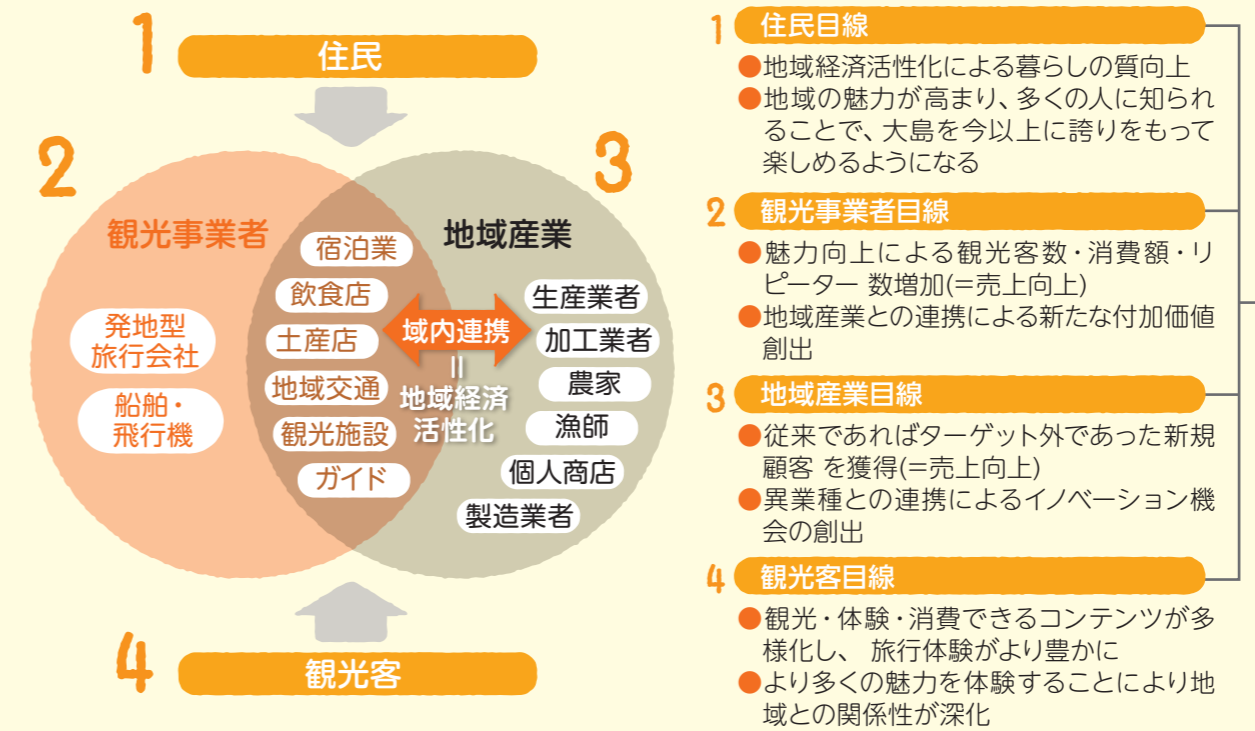 1
住民
2
3
観光事業者
発地型
旅行会社
船舶・
飛行機
宿泊業
飲食店
土産店
地域交通
観光施設
ガイド
域内連携
=
地域経済
活性化
地域産業
生産業者
加工業者
農家
漁師
個人商店
製造業者
4
観光客
1 住民目線
●地域経済活性化による暮らしの質向上
●地域の魅力が高まり、多くの人に知られ
ることで、大島を今以上に誇りをもって
楽しめるようになる
2 観光事業者目線
●魅力向上による観光客数・消費額・リ
ピーター 数増加(=売上向上)
●地域産業との連携による新たな付加価値
創出
3 地域産業目線
●従来であればターゲット外であった新規
顧客 を獲得(=売上向上)
●異業種との連携によるイノベーション機
会の創出
4 観光客目線
●観光・体験・消費できるコンテンツが多
様化し、 旅行体験がより豊かに
●より多くの魅力を体験することにより地
域との関係性が深化